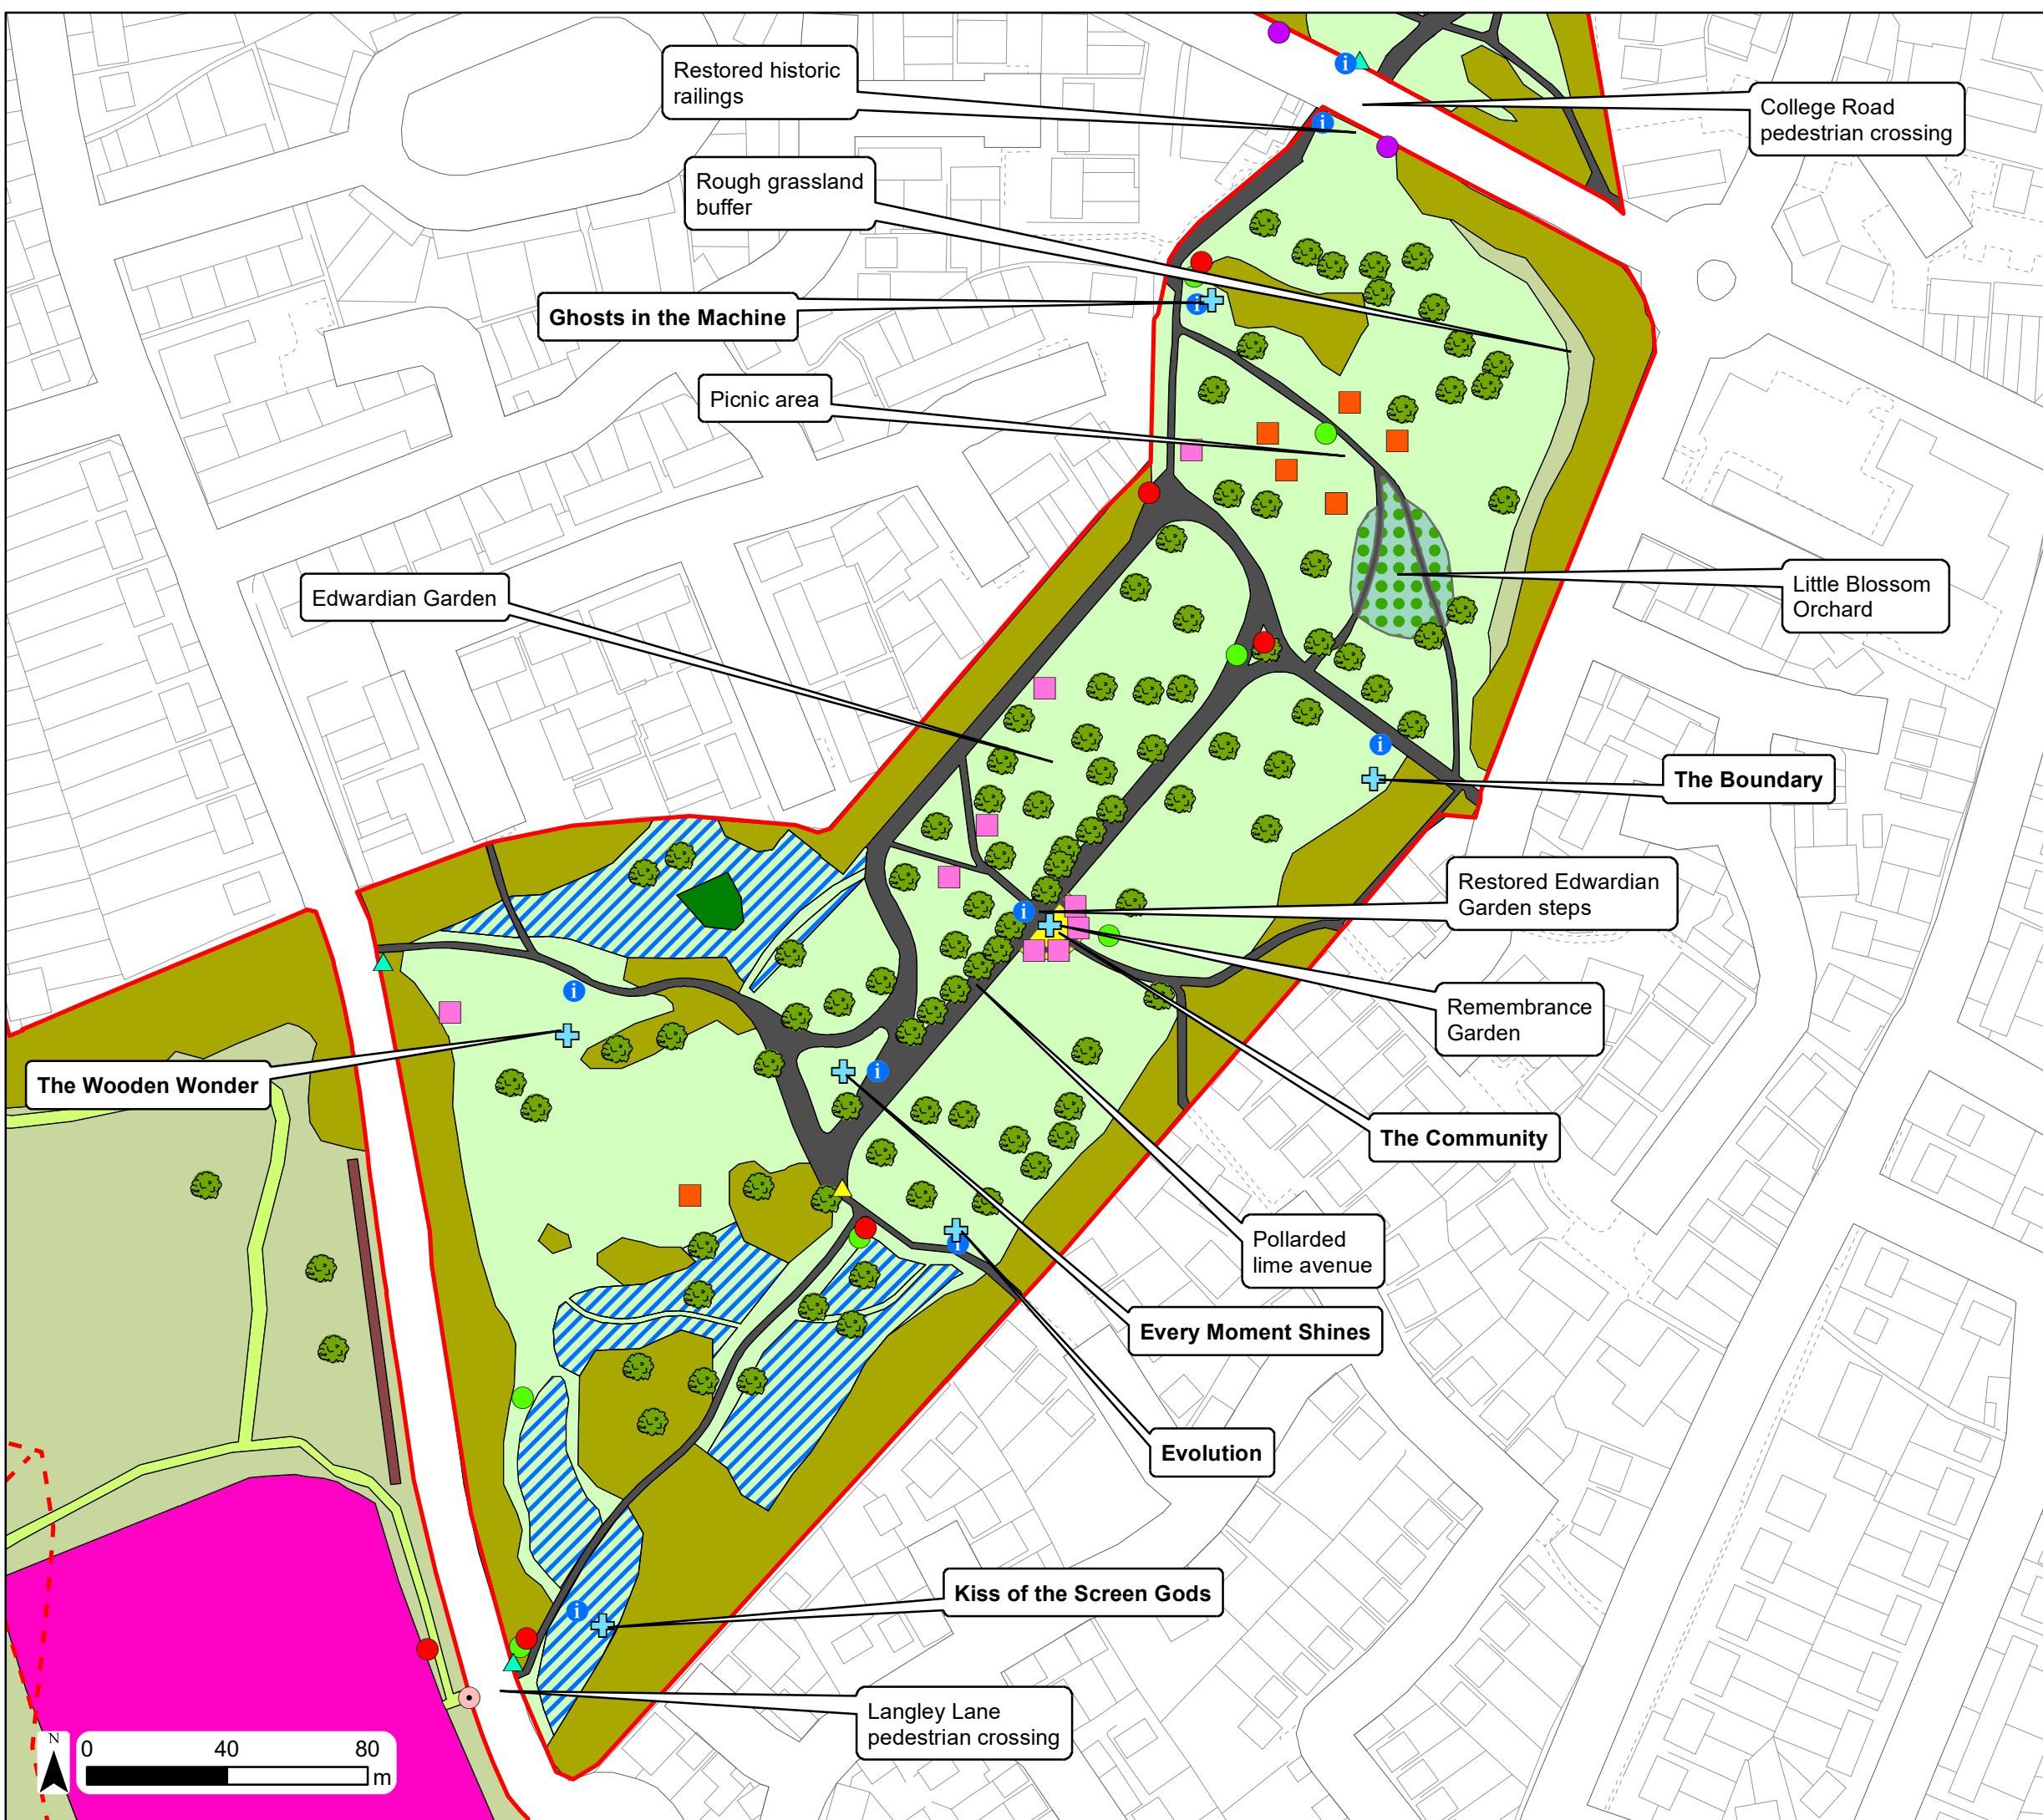 Restored historic
railings
College Road
pedestrian crossing
Rough grassland
buffer
Ghosts in the Machine
Picnic area
Edwardian Garden
Little Blossom
Orchard
The Boundary
Restored Edwardian
Garden steps
Remembrance
Garden
The Wooden Wonder
The Community
Pollarded
lime avenue
Every Moment Shines
Evolution
Kiss of the Screen Gods
Langley Lane
pedestrian crossing
N
0 40 80
m
i
i
i
i
i
i
i
i
i